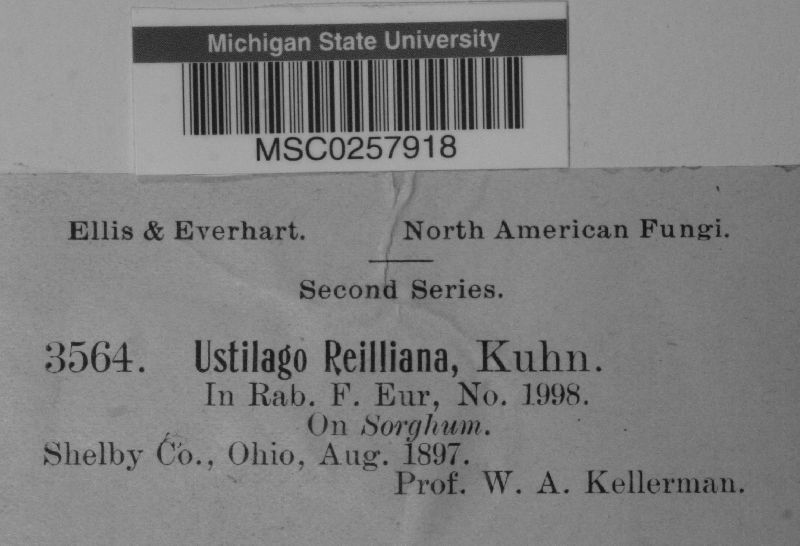 Michigan State University
MSC0257918
Ellis & Everhart. North American Fungi.
Second Series.
3564. Ustilago Reilliana, Kuhn.
In Rab. F. Eur, No. 1998.
On Sorghum.
Shelby Co., Ohio, Aug. 1897.
Prof. W. A. Kellerman.